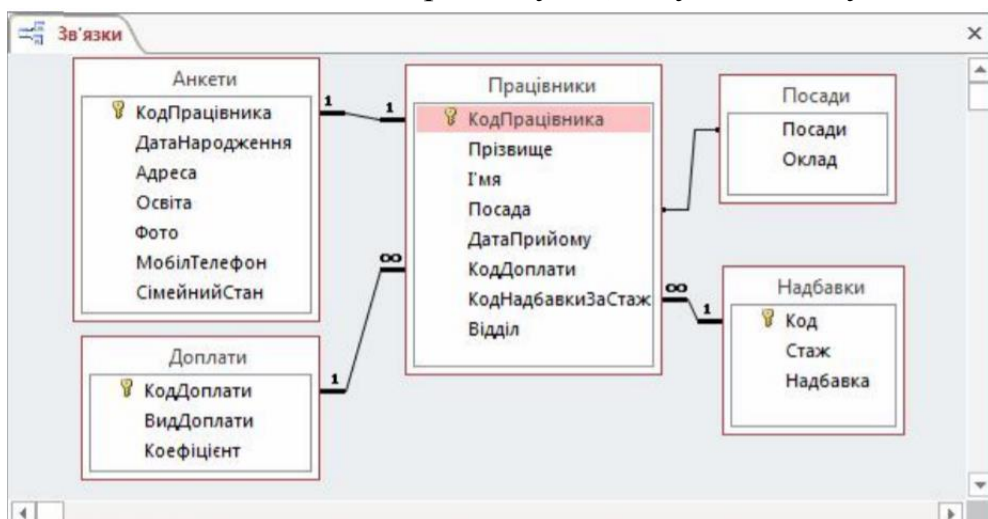 Зв'язки
Анкети
КодПрацівника
ДатаНародження
Адреса
Освіта
Фото
МобілТелефон
СімейнийСтан
Працівники
КодПрацівника
Прізвище
І'мя
Посада
ДатаПрийому
КодДоплати
КодНадбавкиЗаСтаж
Відділ
Посади
Посади
Оклад
Доплати
КодДоплати
ВидДоплати
Коефіцієнт
Надбавки
Код
Стаж
Надбавка
1
1
∞
1
∞
1